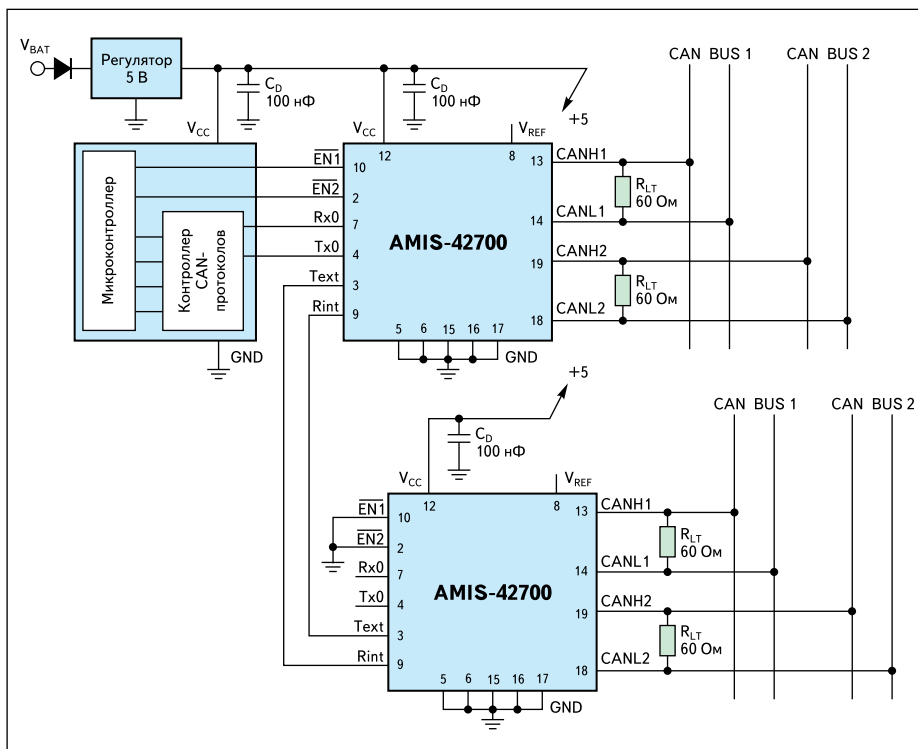 V_BAT
Регулятор
5 В
C_D
100 нФ
C_D
100 нФ
+5
CAN BUS 1 CAN BUS 2
V_CC
V_CC
V_REF
12
8
Микроконтроллер
Контроллер
CAN-
протоколов
GND
EN1
10
EN2
2
Rx0
7
Tx0
4
Text
3
Rint
9
AMIS-42700
13
CANH1
R_LT
60 Ом
14
CANL1
19
CANH2
R_LT
60 Ом
18
CANL2
5 6 15 16 17
GND
+5
C_D
100 нФ
CAN BUS 1 CAN BUS 2
V_CC
V_REF
12
8
EN1
10
EN2
2
Rx0
7
Tx0
4
Text
3
Rint
9
AMIS-42700
13
CANH1
R_LT
60 Ом
14
CANL1
19
CANH2
R_LT
60 Ом
18
CANL2
5 6 15 16 17
GND